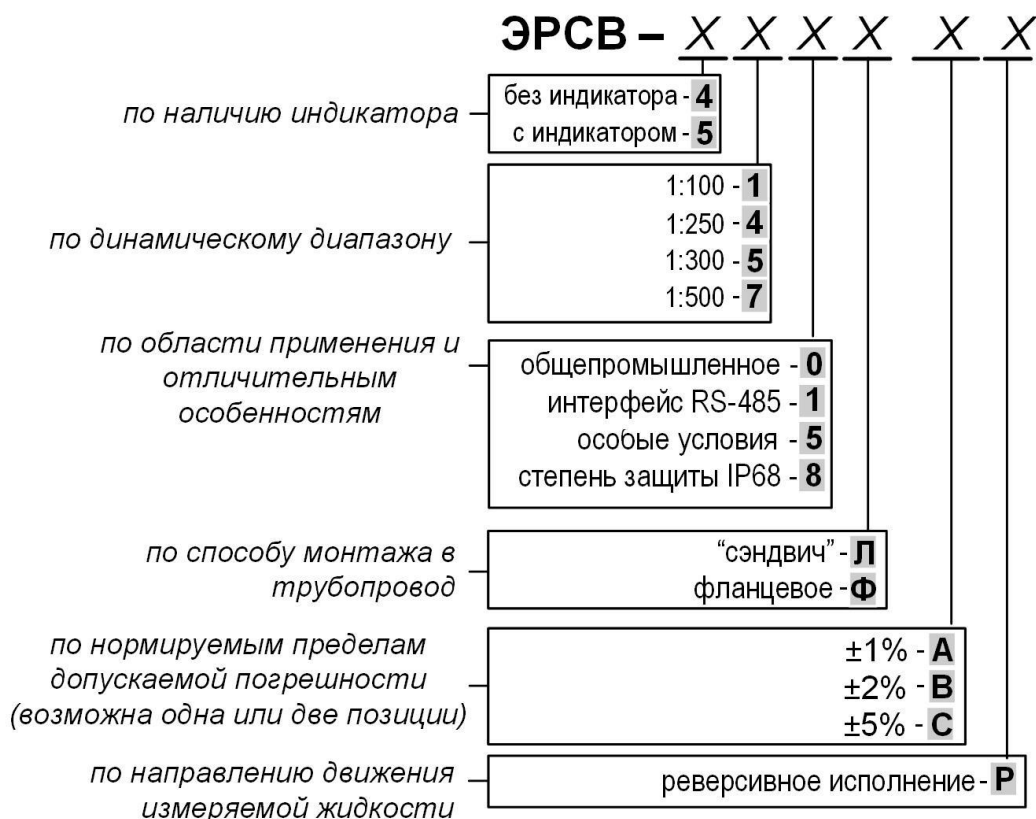 ЭРСВ – X X X X X X
по наличию индикатора
без индикатора - 4
с индикатором - 5
по динамическому диапазону
1:100 - 1
1:250 - 4
1:300 - 5
1:500 - 7
по области применения и
отличительным
особенностям
общепромышленное - 0
интерфейс RS-485 - 1
особые условия - 5
степень защиты IP68 - 8
по способу монтажа в
трубопровод
“сэндвич” - Л
фланцевое - Ф
по нормируемым пределам
допускаемой погрешности
(возможна одна или две позиции)
±1% - А
±2% - В
±5% - С
по направлению движения
измеряемой жидкости
реверсивное исполнение - Р